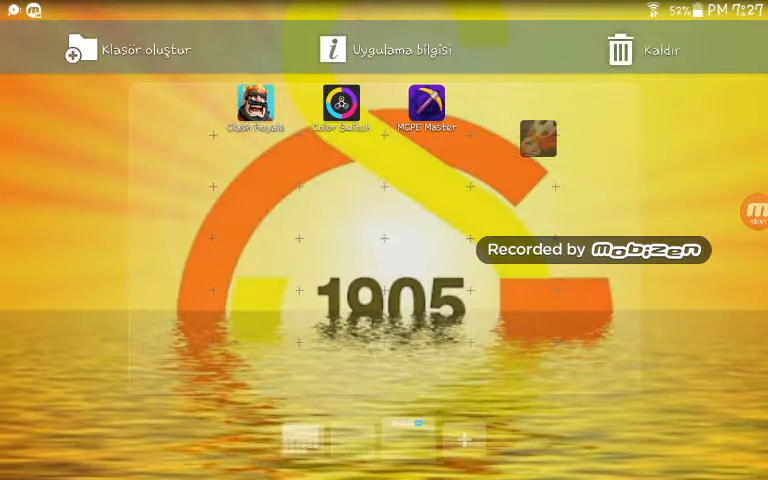 52% PM 7:27
Klasör oluştur
Uygulama bilgisi
Kaldır
Clash Royale
Color Switch
MCPE Master
Recorded by mobizen
1905